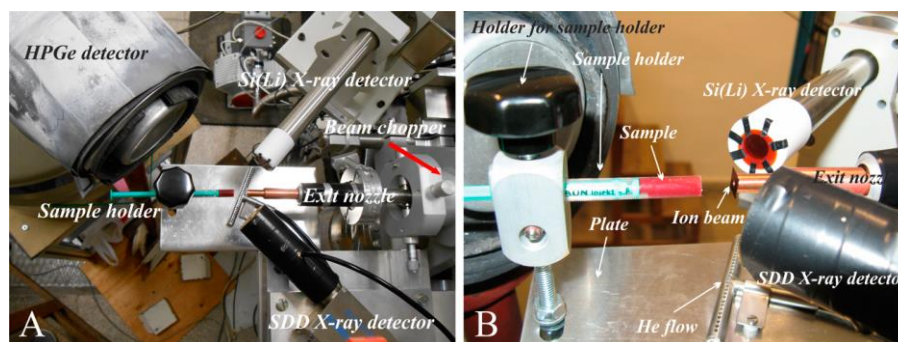 HPGe detector
Si(Li) X-ray detector
Beam chopper
Exit nozzle
Sample holder
SDD X-ray detector
A
Holder for sample holder
Sample holder
Si(Li) X-ray detector
Sample
Exit nozz
Ion beam
Plate
SDD X-ray detecto
He flow
B